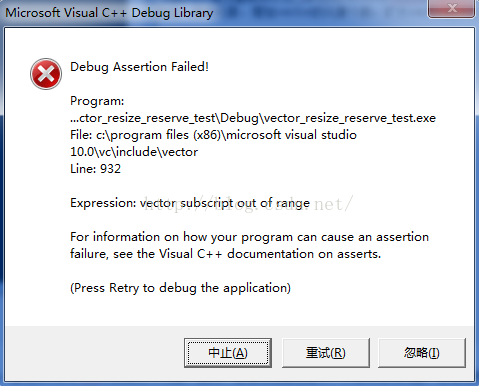 Microsoft Visual C++ Debug Library
Debug Assertion Failed!
Program:
...ctor_resize_reserve_test\Debug\vector_resize_reserve_test.exe
File: c:\program files (x86)\microsoft visual studio
10.0\vc\include\vector
Line: 932
Expression: vector subscript out of range
For information on how your program can cause an assertion
failure, see the Visual C++ documentation on asserts.
(Press Retry to debug the application)
中止(A)
重试(R)
忽略(I)